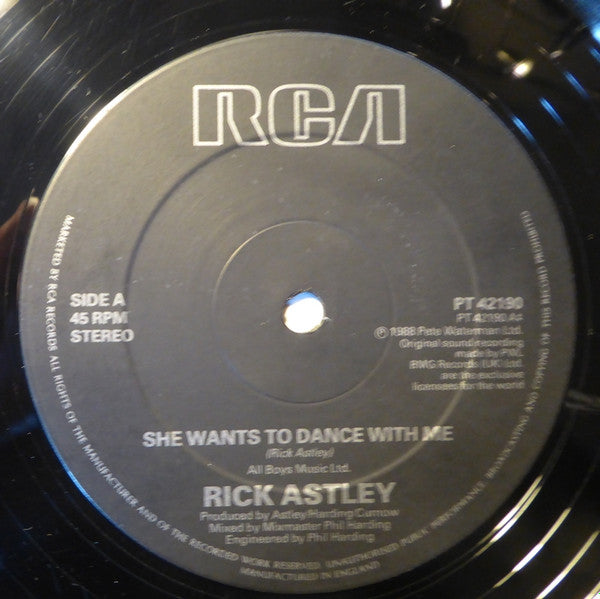 RCA
SIDE A
45 RPM
STEREO
PT 42190
PT 42190 A
℗ 1988 Pete Waterman Ltd.
Original sound recording
made by PWL
BMG Records (UK) Ltd.
are the exclusive
licensees for the world
SHE WANTS TO DANCE WITH ME
(Rick Astley)
All Boys Music Ltd.
RICK ASTLEY
Produced by Astley/Harding/Curnow
Mixed by Mixmaster Phil Harding
Engineered by Phil Harding
MARKETED BY RCA RECORDS ALL RIGHTS OF THE MANUFACTURER AND OF THE RECORDED WORK RESERVED. UNAUTHORISED PUBLIC PERFORMANCE, BROADCASTING AND COPYING OF THIS RECORD PROHIBITED
MANUFACTURED IN ENGLAND